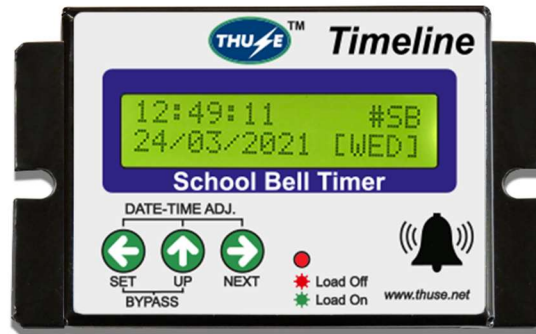 THUSE™ Timeline
12:49:11 #SB
24/03/2021 [WED]
School Bell Timer
DATE-TIME ADJ.
SET UP NEXT
BYPASS
Load Off
Load On
www.thuse.net